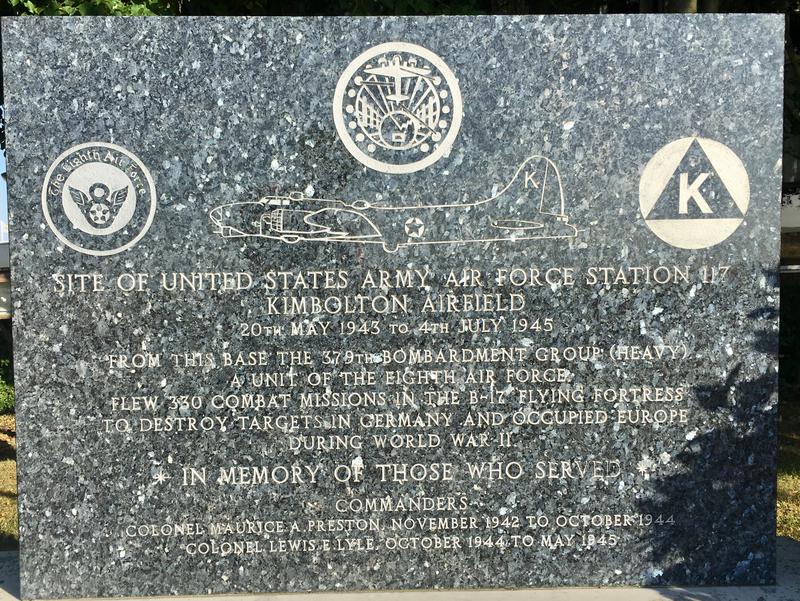 The Eighth Air Force
K
K
SITE OF UNITED STATES ARMY AIR FORCE STATION 117
KIMBOLTON AIRFIELD
20TH MAY 1943 TO 4TH JULY 1945
FROM THIS BASE THE 379TH BOMBARDMENT GROUP (HEAVY)
A UNIT OF THE EIGHTH AIR FORCE,
FLEW 330 COMBAT MISSIONS IN THE B-17 FLYING FORTRESS
TO DESTROY TARGETS IN GERMANY AND OCCUPIED EUROPE
DURING WORLD WAR II.
* IN MEMORY OF THOSE WHO SERVED *
COMMANDERS
COLONEL MAURICE A. PRESTON, NOVEMBER 1942 TO OCTOBER 1944
COLONEL LEWIS E LYLE, OCTOBER 1944 TO MAY 1945